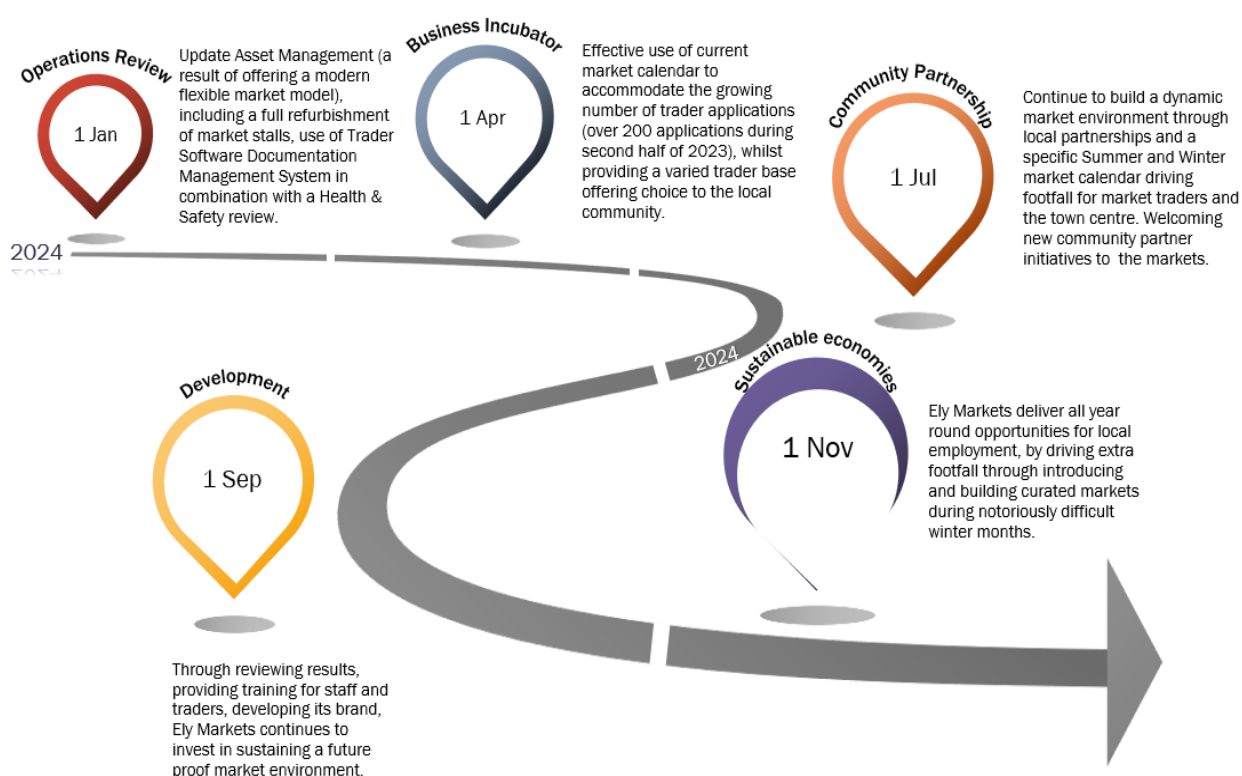 Operations Review
1 Jan
Update Asset Management (a
result of offering a modern
flexible market model),
including a full refurbishment
of market stalls, use of Trader
Software Documentation
Management System in
combination with a Health &
Safety review.
Business Incubator
1 Apr
Effective use of current
market calendar to
accommodate the growing
number of trader applications
(over 200 applications during
second half of 2023), whilst
providing a varied trader base
offering choice to the local
community.
Community Partnership
1 Jul
Continue to build a dynamic
market environment through
local partnerships and a
specific Summer and Winter
market calendar driving
footfall for market traders and
the town centre. Welcoming
new community partner
initiatives to the markets.
2024
2024
Development
1 Sep
Through reviewing results,
providing training for staff and
traders, developing its brand,
Ely Markets continues to
invest in sustaining a future
proof market environment.
Sustainable economies
1 Nov
Ely Markets deliver all year
round opportunities for local
employment, by driving extra
footfall through introducing
and building curated markets
during notoriously difficult
winter months.